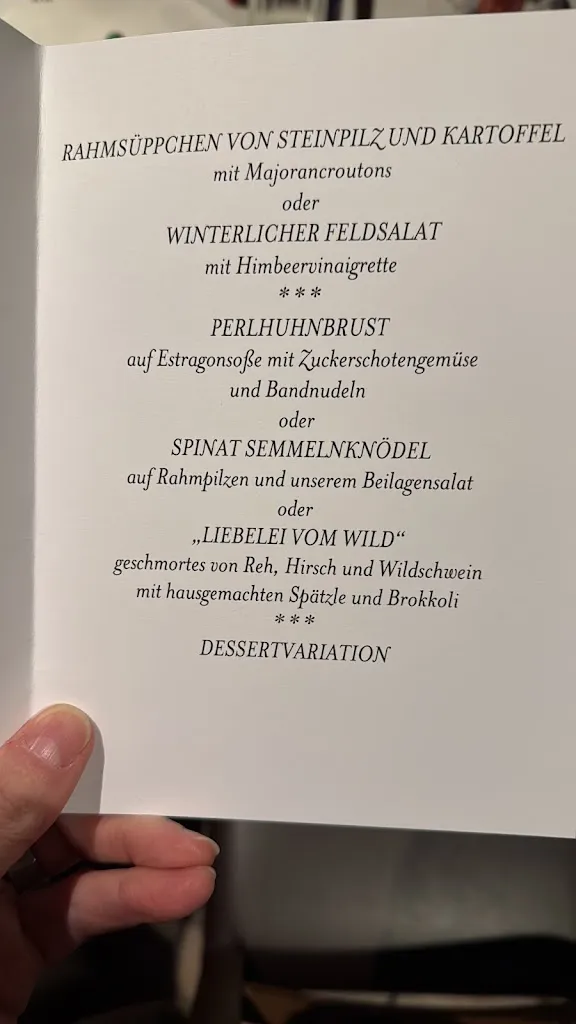 RAHMSÜPPCHEN VON STEINPILZ UND KARTOFFEL
mit Majorancroutons
oder
WINTERLICHER FELDSALAT
mit Himbeervinaigrette
***
PERLHUHNBRUST
auf Estragonsoße mit Zuckerschotengemüse
und Bandnudeln
oder
SPINAT SEMMELNKNÖDEL
auf Rahmpilzen und unserem Beilagensalat
oder
„LIEBELEI VOM WILD“
geschmortes von Reh, Hirsch und Wildschwein
mit hausgemachten Spätzle und Brokkoli
***
DESSERTVARIATION